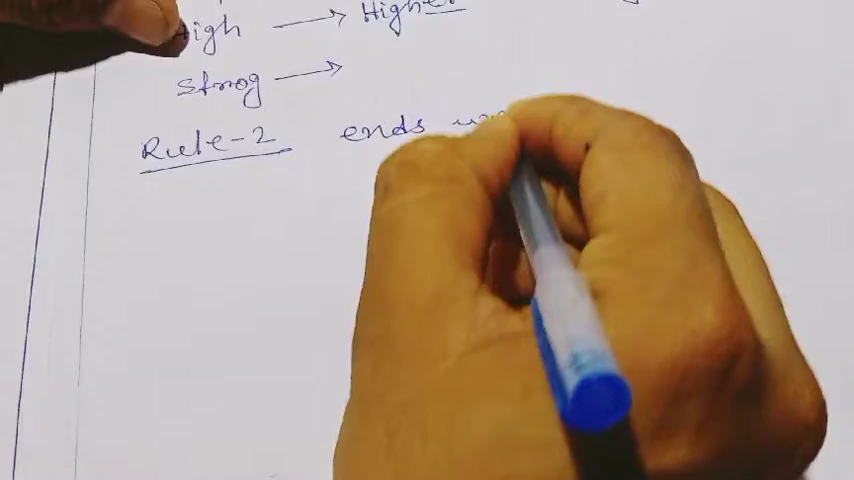 High → Higher
strog →
Rule-2 ends